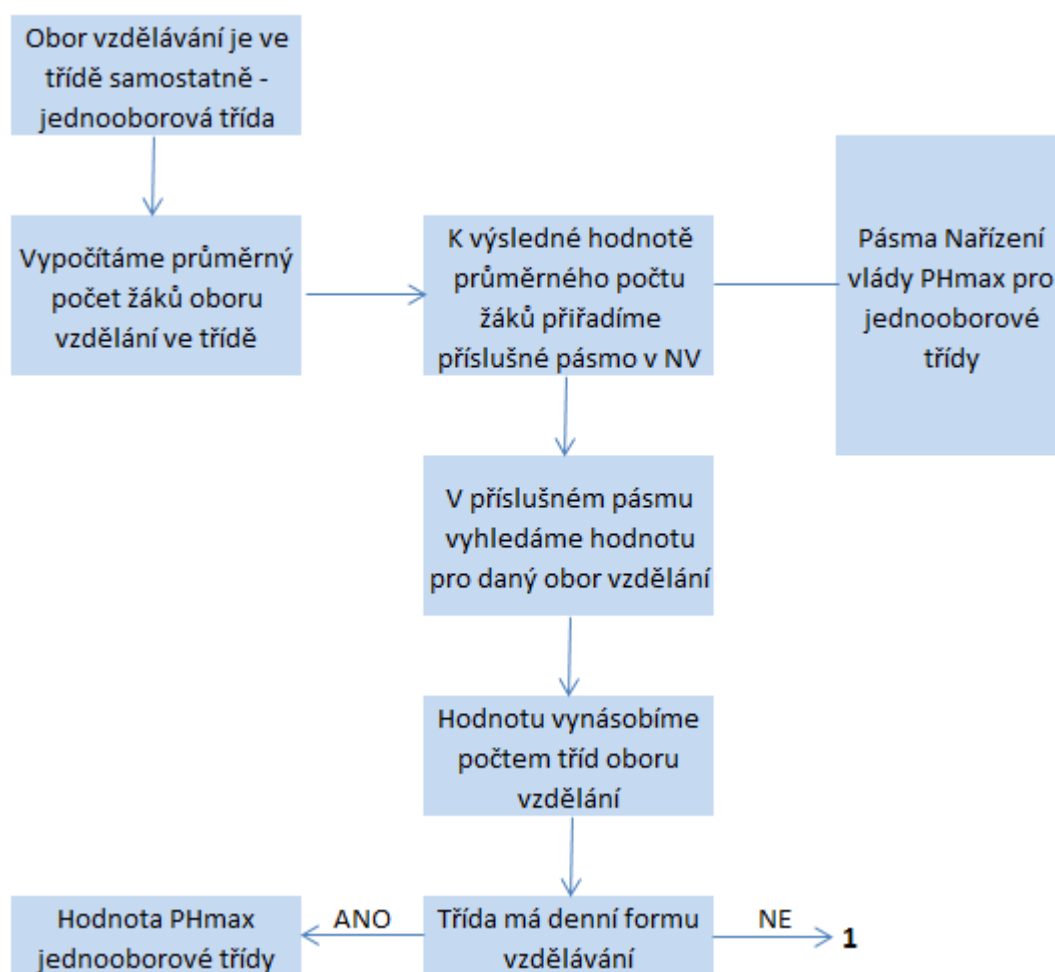 Obor vzdělávání je ve
třídě samostatně -
jednooborová třída
Vypočítáme průměrný
počet žáků oboru
vzdělání ve třídě
K výsledné hodnotě
průměrného počtu
žáků přiřadíme
příslušné pásmo v NV
Pásma Nařízení
vlády PHmax pro
jednooborové
třídy
V příslušném pásmu
vyhledáme hodnotu
pro daný obor vzdělání
Hodnotu vynásobíme
počtem tříd oboru
vzdělání
Třída má denní formu
vzdělávání
ANO
Hodnota PHmax
jednooborové třídy
NE
1